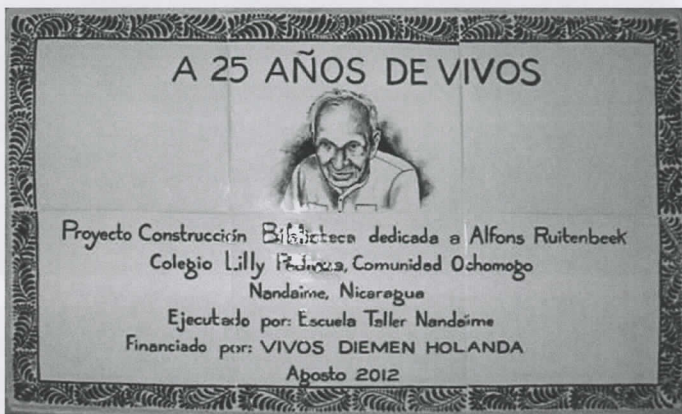 A 25 AÑOS DE VIVOS
Proyecto Construcción Biblioteca dedicada a Alfons Ruitenbeek
Colegio Lilly, Comunidad Ochomogo
Nandaime, Nicaragua
Ejecutado por: Escuela Taller Nandaime
Financiado por: VIVOS DIEMEN HOLANDA
Agosto 2012